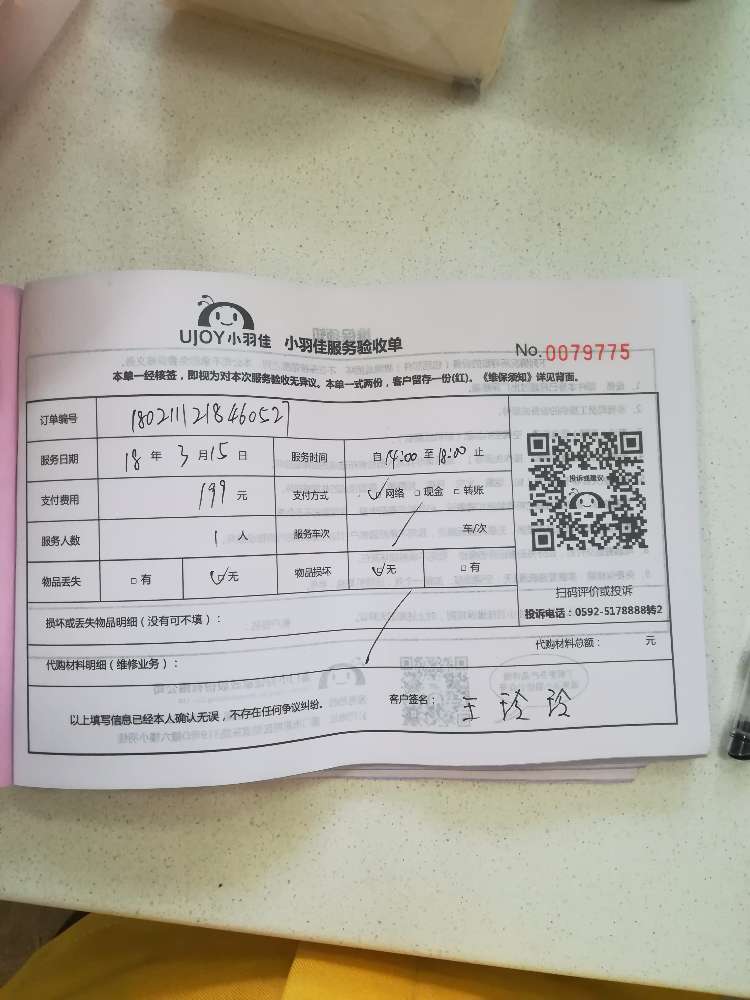 UJOY小羽佳 小羽佳服务验收单
No.0079775
本单一经核签，即视为对本次服务验收无异议。本单一式两份，客户留存一份(红)。《维保须知》详见背面。
订单编号 1802111218460527
服务日期 18 年 3 月 15 日 服务时间 自 14:00 至 18:00 止
支付费用 199 元 支付方式 网络 □ 现金 □ 转账
服务人数 1 人 服务车次 车/次
物品丢失 □ 有 无 物品损坏 无 □ 有
投诉或建议
扫码评价或投诉
投诉电话：0592-5178888转2
损坏或丢失物品明细（没有可不填）：
代购材料明细（维修业务）：
代购材料总额： 元
以上填写信息已经本人确认无误，不存在任何争议纠纷。
客户签名： 王玲玲